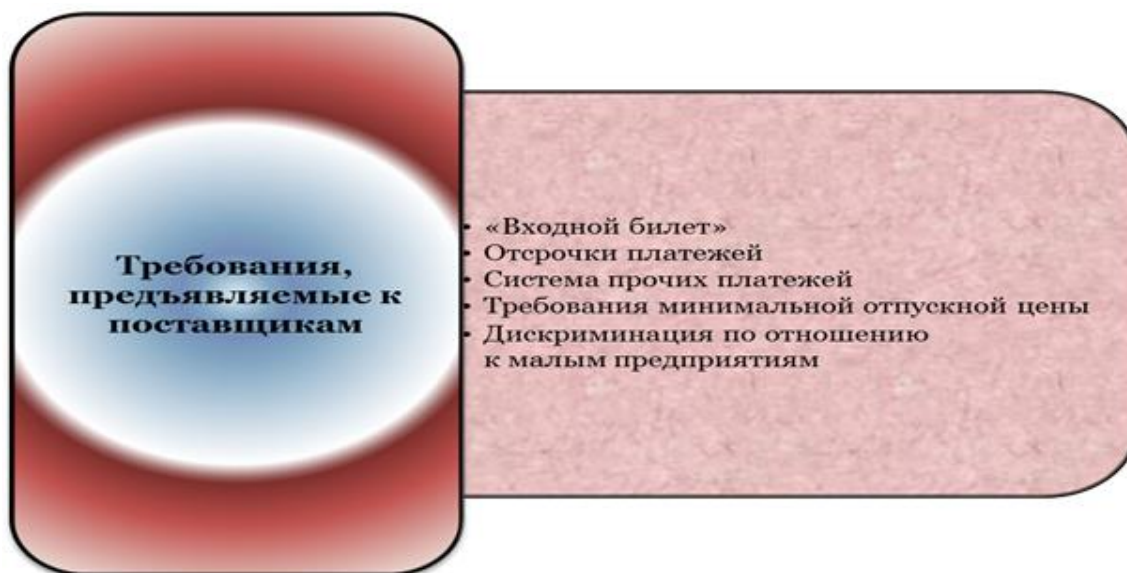 Требования,
предъявляемые к
поставщикам
• «Входной билет»
• Отсрочки платежей
• Система прочих платежей
• Требования минимальной отпускной цены
• Дискриминация по отношению
к малым предприятиям